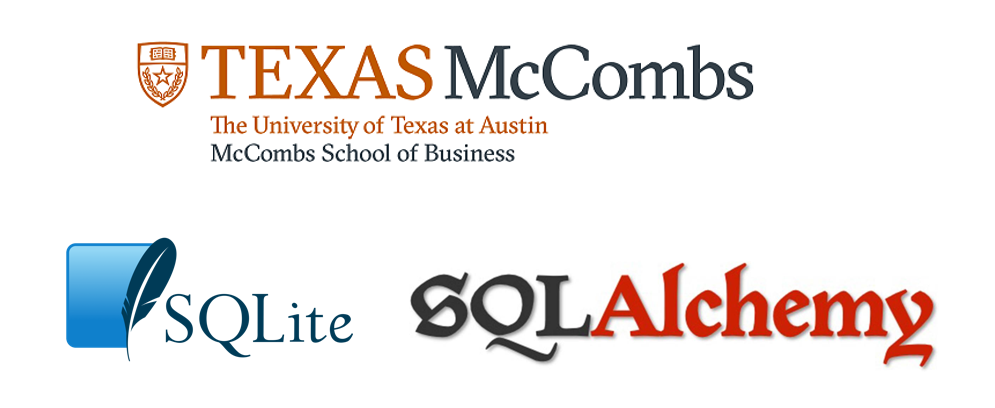 TEXAS McCombs
The University of Texas at Austin
McCombs School of Business
SQLite
SQLAlchemy